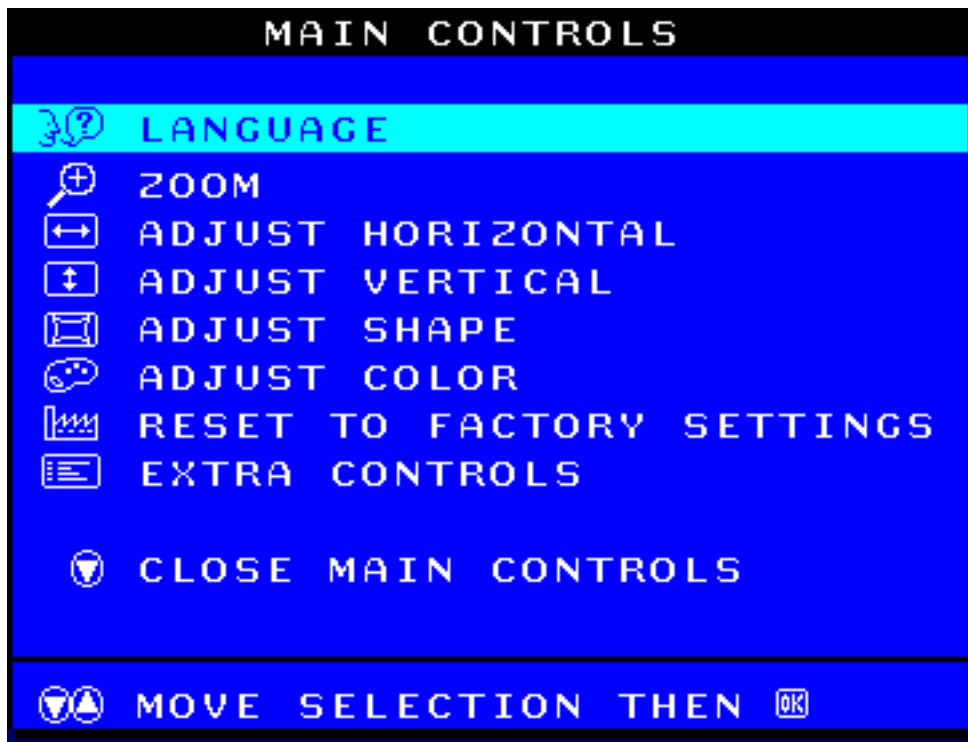 MAIN CONTROLS
LANGUAGE
ZOOM
ADJUST HORIZONTAL
ADJUST VERTICAL
ADJUST SHAPE
ADJUST COLOR
RESET TO FACTORY SETTINGS
EXTRA CONTROLS
CLOSE MAIN CONTROLS
MOVE SELECTION THEN OK